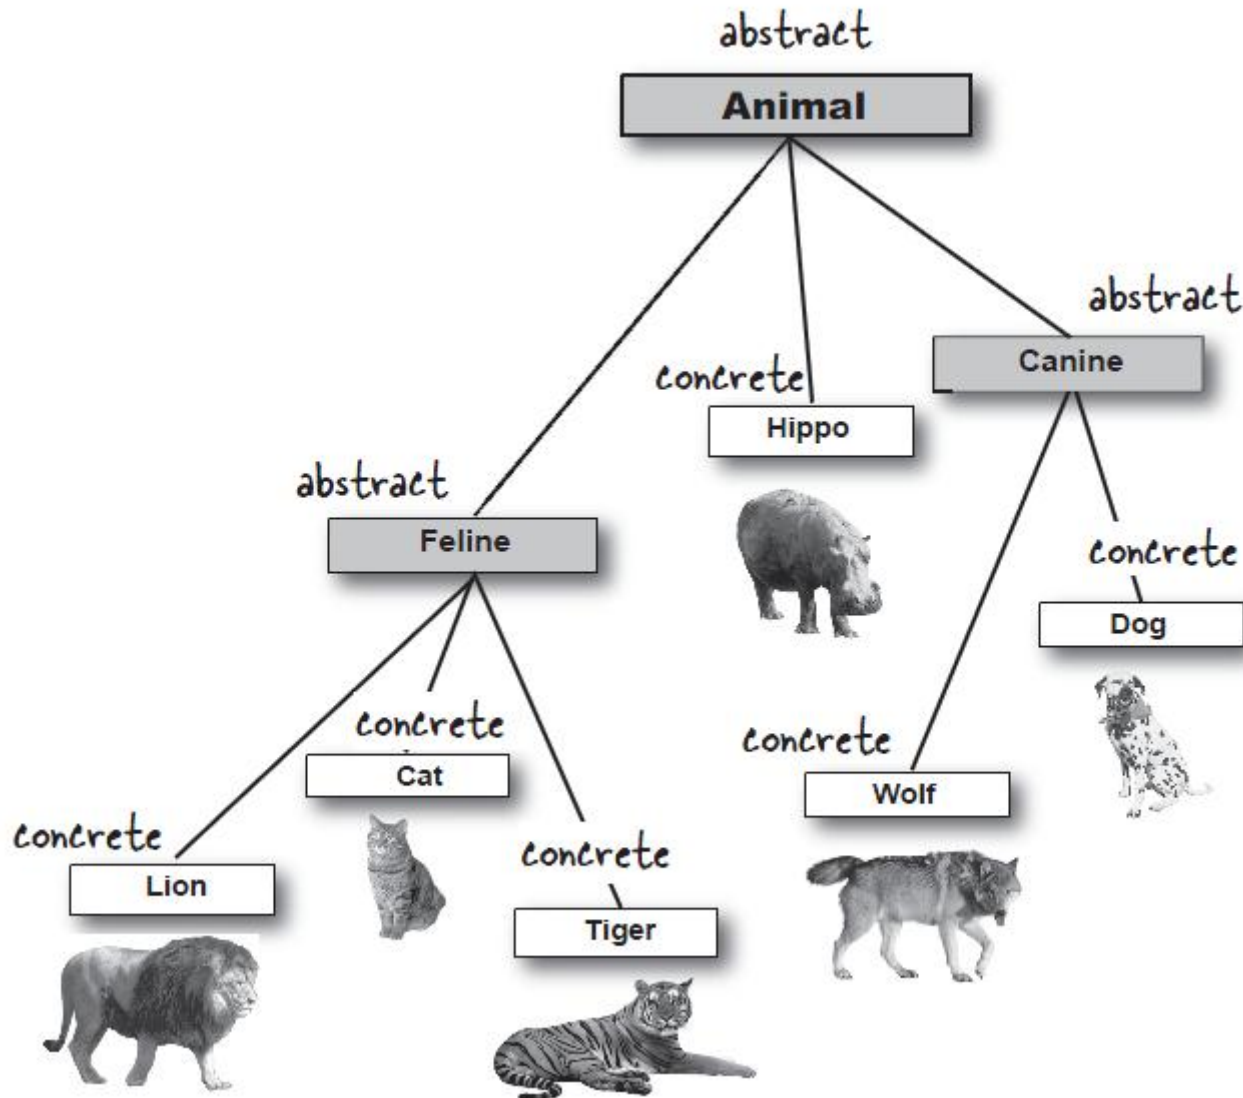 abstract
Animal
abstract
Canine
concrete
Hippo
abstract
Feline
concrete
Dog
concrete
Cat
concrete
Wolf
concrete
Lion
concrete
Tiger